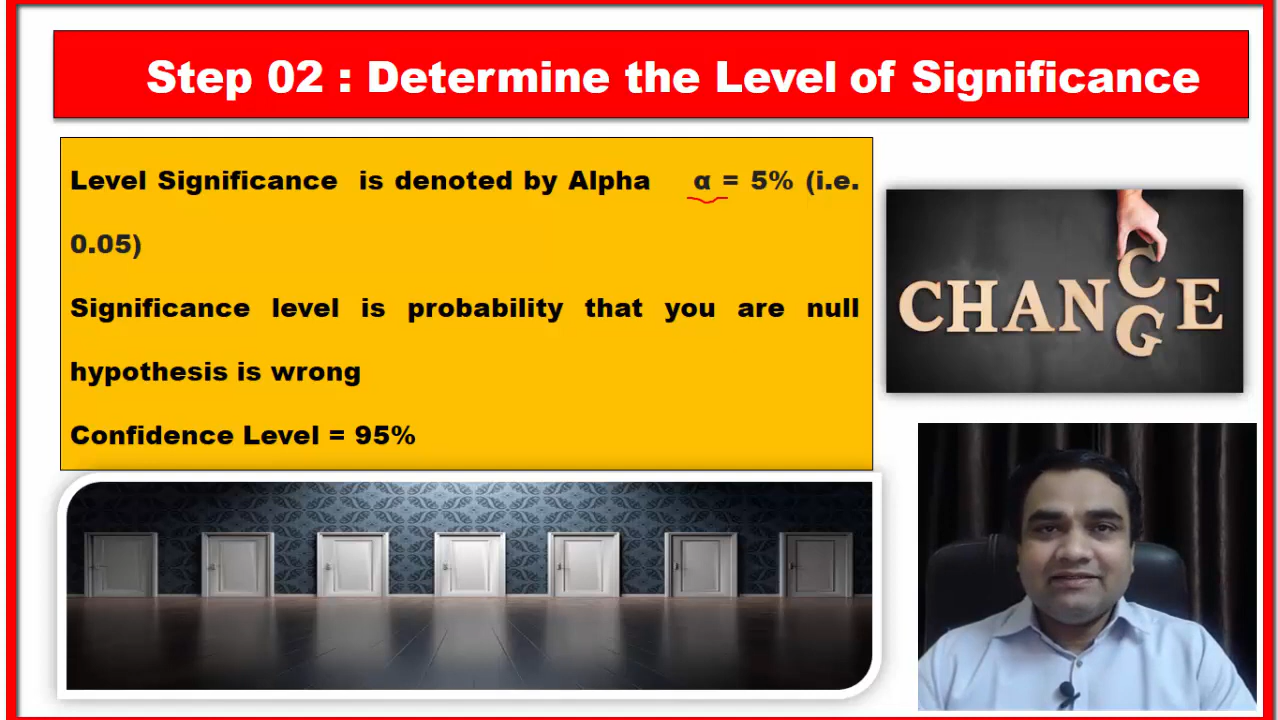 Step 02 : Determine the Level of Significance
Level Significance is denoted by Alpha α = 5% (i.e.
0.05)
Significance level is probability that you are null
hypothesis is wrong
Confidence Level = 95%
CHANCE
G